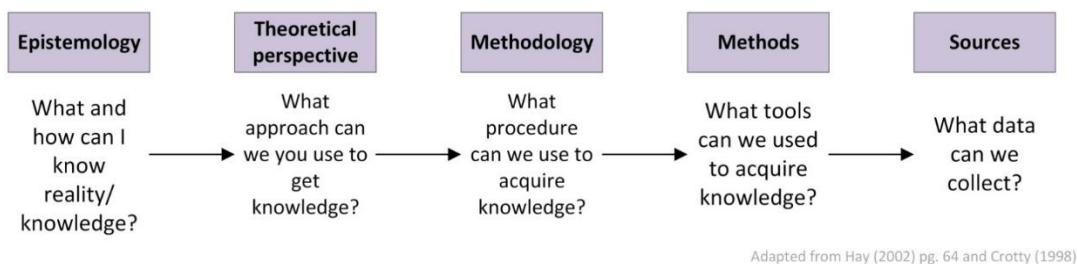 Epistemology
What and
how can I
know
reality/
knowledge?
Theoretical
perspective
What
approach can
we you use to
get
knowledge?
Methodology
What
procedure
can we use to
acquire
knowledge?
Methods
What tools
can we used
to acquire
knowledge?
Sources
What data
can we
collect?
Adapted from Hay (2002) pg. 64 and Crotty (1998)